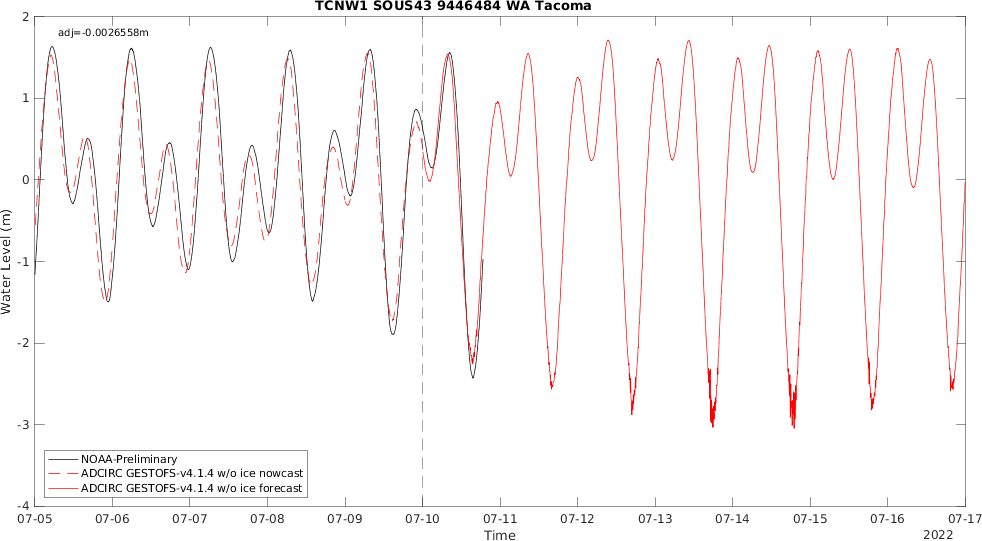 TCNW1 SOUS43 9446484 WA Tacoma
adj=-0.0026558m
2
1
0
-1
-2
-3
-4
Water Level (m)
NOAA-Preliminary
ADCIRC GESTOFS-v4.1.4 w/o ice nowcast
ADCIRC GESTOFS-v4.1.4 w/o ice forecast
07-05 07-06 07-07 07-08 07-09 07-10 07-11 07-12 07-13 07-14 07-15 07-16 07-17
Time
2022